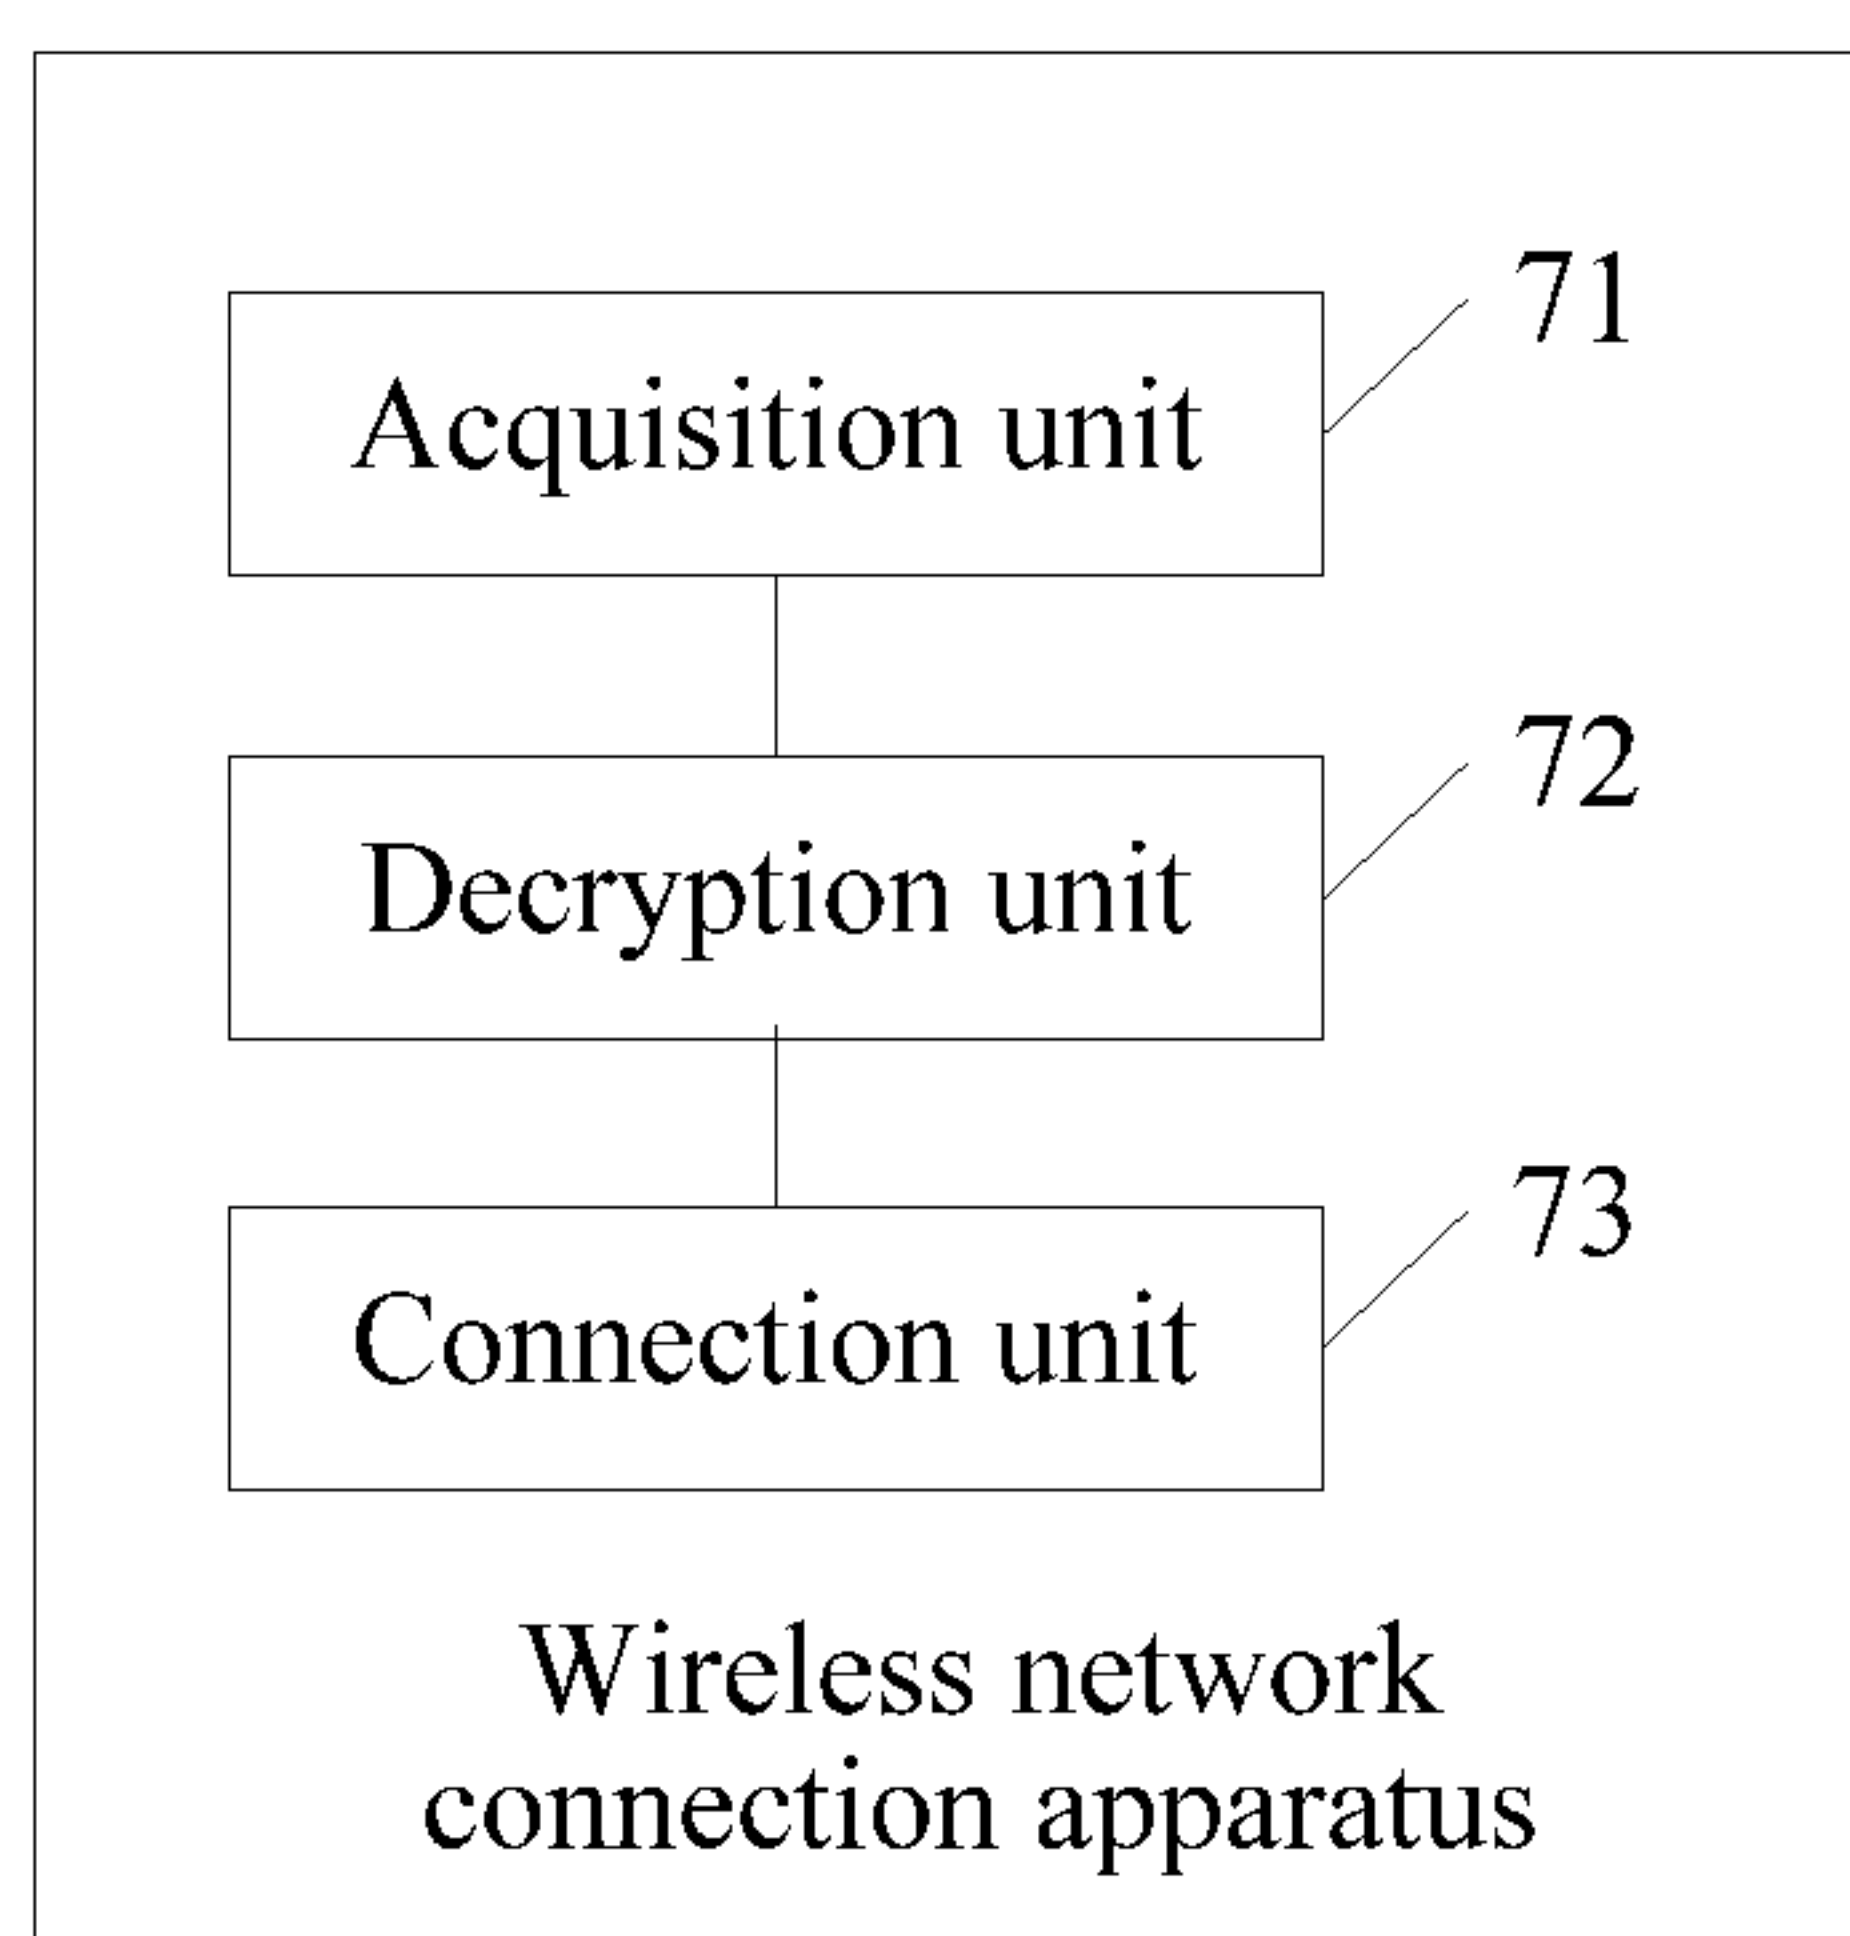 71
Acquisition unit
72
Decryption unit
73
Connection unit
Wireless network
connection apparatus